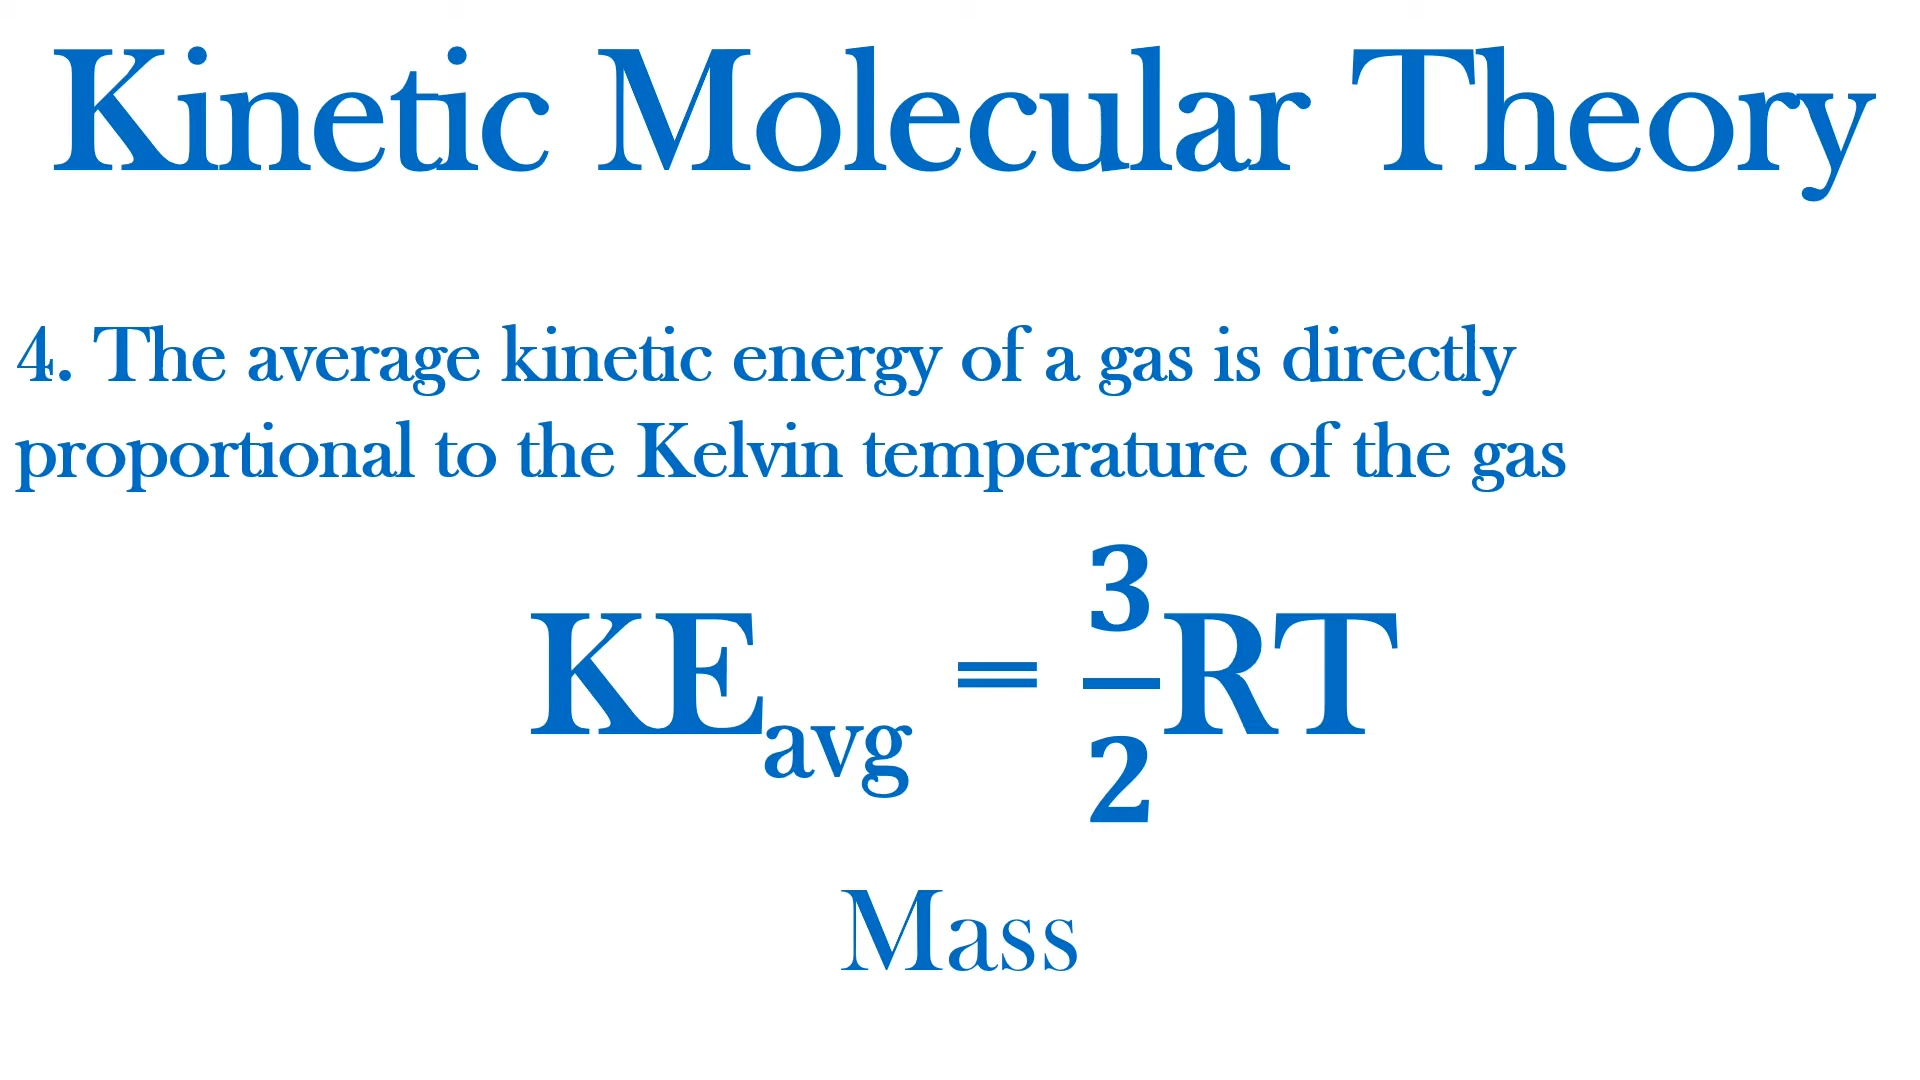 Kinetic Molecular Theory
4. The average kinetic energy of a gas is directly
proportional to the Kelvin temperature of the gas
KEavg = 3/2 RT
Mass